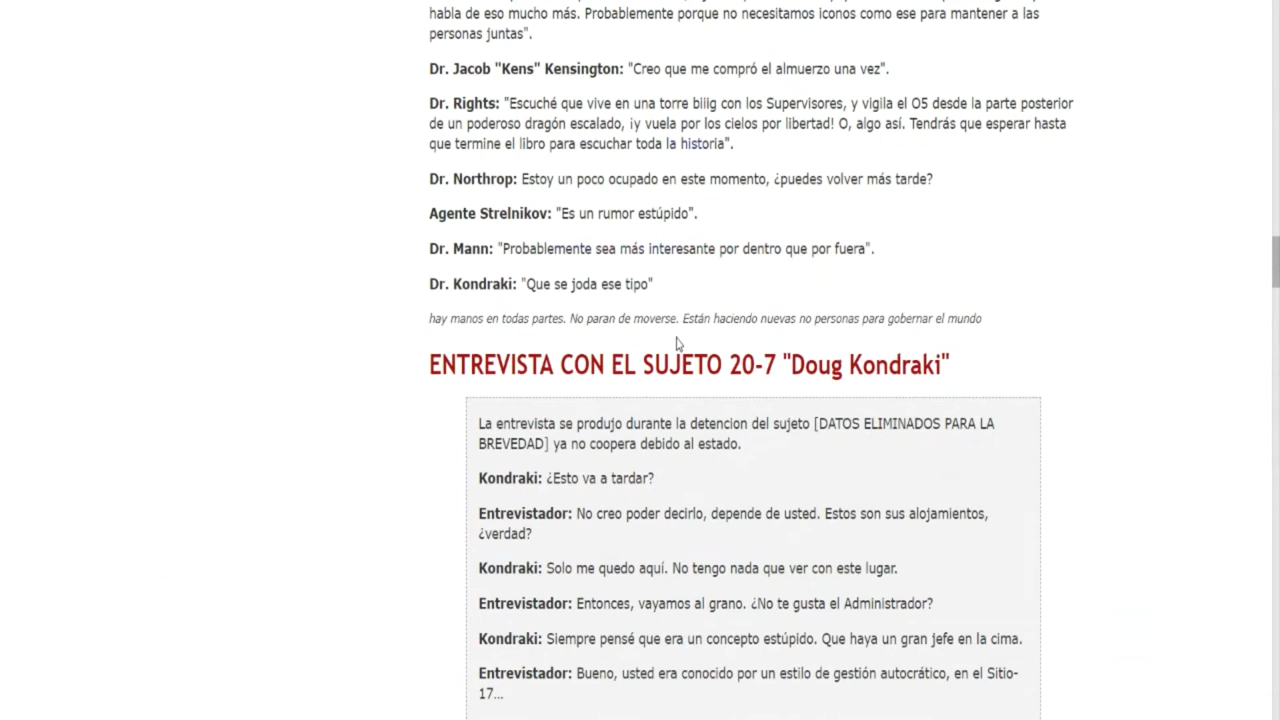 habla de eso mucho más. Probablemente porque no necesitamos iconos como ese para mantener a las
personas juntas".
Dr. Jacob "Kens" Kensington: "Creo que me compró el almuerzo una vez".
Dr. Rights: "Escuché que vive en una torre biiig con los Supervisores, y vigila el O5 desde la parte posterior
de un poderoso dragón escalado, ¡y vuela por los cielos por libertad! O, algo así. Tendrás que esperar hasta
que termine el libro para escuchar toda la historia".
Dr. Northrop: Estoy un poco ocupado en este momento, ¿puedes volver más tarde?
Agente Strelnikov: "Es un rumor estúpido".
Dr. Mann: "Probablemente sea más interesante por dentro que por fuera".
Dr. Kondraki: "Que se joda ese tipo"
hay manos en todas partes. No paran de moverse. Están haciendo nuevas no personas para gobernar el mundo
ENTREVISTA CON EL SUJETO 20-7 "Doug Kondraki"
La entrevista se produjo durante la detencion del sujeto [DATOS ELIMINADOS PARA LA
BREVEDAD] ya no coopera debido al estado.
Kondraki: ¿Esto va a tardar?
Entrevistador: No creo poder decirlo, depende de usted. Estos son sus alojamientos,
¿verdad?
Kondraki: Solo me quedo aquí. No tengo nada que ver con este lugar.
Entrevistador: Entonces, vayamos al grano. ¿No te gusta el Administrador?
Kondraki: Siempre pensé que era un concepto estúpido. Que haya un gran jefe en la cima.
Entrevistador: Bueno, usted era conocido por un estilo de gestión autocrático, en el Sitio-
17...